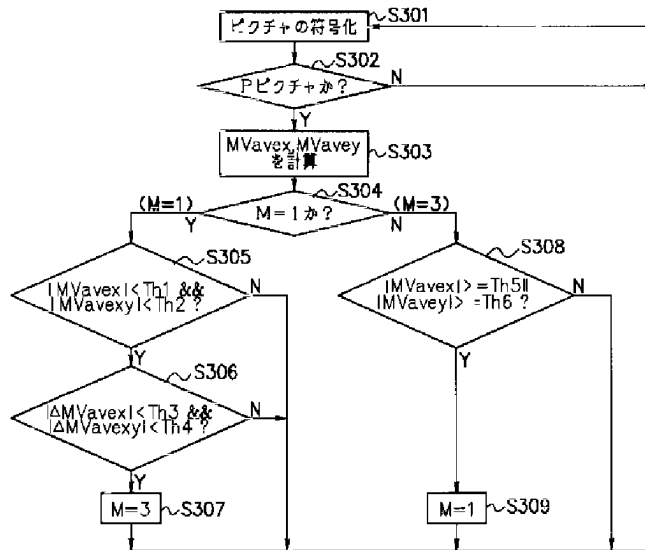 ピクチャの符号化
S301
S302
Pピクチャか?
N
Y
MVavex,MVavey
を計算
S303
S304
(M=1)
M=1か?
(M=3)
Y
N
S305
|MVavex|<Th1 &&
|MVavexy|<Th2 ?
N
Y
S308
|MVavex|>=Th5||
|MVavey|> =Th6 ?
N
Y
S306
|ΔMVavex|<Th3 &&
|ΔMVavexy|<Th4 ?
N
Y
M=3
S307
M=1
S309